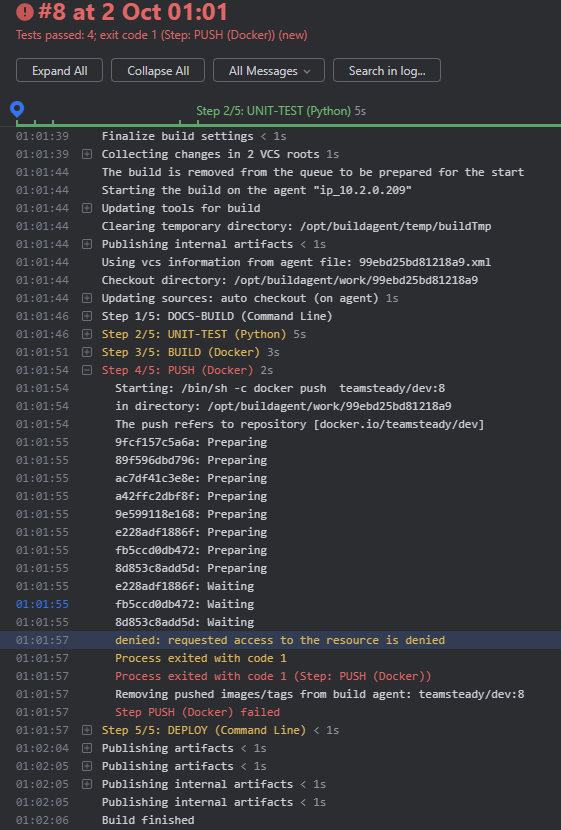 #8 at 2 Oct 01:01
Tests passed: 4; exit code 1 (Step: PUSH (Docker)) (new)
Expand All Collapse All All Messages Search in log...
Step 2/5: UNIT-TEST (Python) 5s
01:01:39 Finalize build settings < 1s
01:01:39 Collecting changes in 2 VCS roots 1s
01:01:44 The build is removed from the queue to be prepared for the start
01:01:44 Starting the build on the agent "ip_10.2.0.209"
01:01:44 Updating tools for build
01:01:44 Clearing temporary directory: /opt/buildagent/temp/buildTmp
01:01:44 Publishing internal artifacts < 1s
01:01:44 Using vcs information from agent file: 99ebd25bd81218a9.xml
01:01:44 Checkout directory: /opt/buildagent/work/99ebd25bd81218a9
01:01:44 Updating sources: auto checkout (on agent) 1s
01:01:46 Step 1/5: DOCS-BUILD (Command Line)
01:01:46 Step 2/5: UNIT-TEST (Python) 5s
01:01:51 Step 3/5: BUILD (Docker) 3s
01:01:54 Step 4/5: PUSH (Docker) 2s
01:01:54 Starting: /bin/sh -c docker push  teamsteady/dev:8
01:01:54 in directory: /opt/buildagent/work/99ebd25bd81218a9
01:01:54 The push refers to repository [docker.io/teamsteady/dev]
01:01:55 9fcf157c5a6a: Preparing
01:01:55 89f596dbd796: Preparing
01:01:55 ac7df41c3e8e: Preparing
01:01:55 a42ffc2dbf8f: Preparing
01:01:55 9e599118e168: Preparing
01:01:55 e228adf1886f: Preparing
01:01:55 fb5ccd0db472: Preparing
01:01:55 8d853c8add5d: Preparing
01:01:55 e228adf1886f: Waiting
01:01:55 fb5ccd0db472: Waiting
01:01:55 8d853c8add5d: Waiting
01:01:57 denied: requested access to the resource is denied
01:01:57 Process exited with code 1
01:01:57 Process exited with code 1 (Step: PUSH (Docker))
01:01:57 Removing pushed images/tags from build agent: teamsteady/dev:8
01:01:57 Step PUSH (Docker) failed
01:01:57 Step 5/5: DEPLOY (Command Line) < 1s
01:02:04 Publishing artifacts < 1s
01:02:05 Publishing artifacts < 1s
01:02:05 Publishing internal artifacts < 1s
01:02:05 Publishing internal artifacts < 1s
01:02:06 Build finished